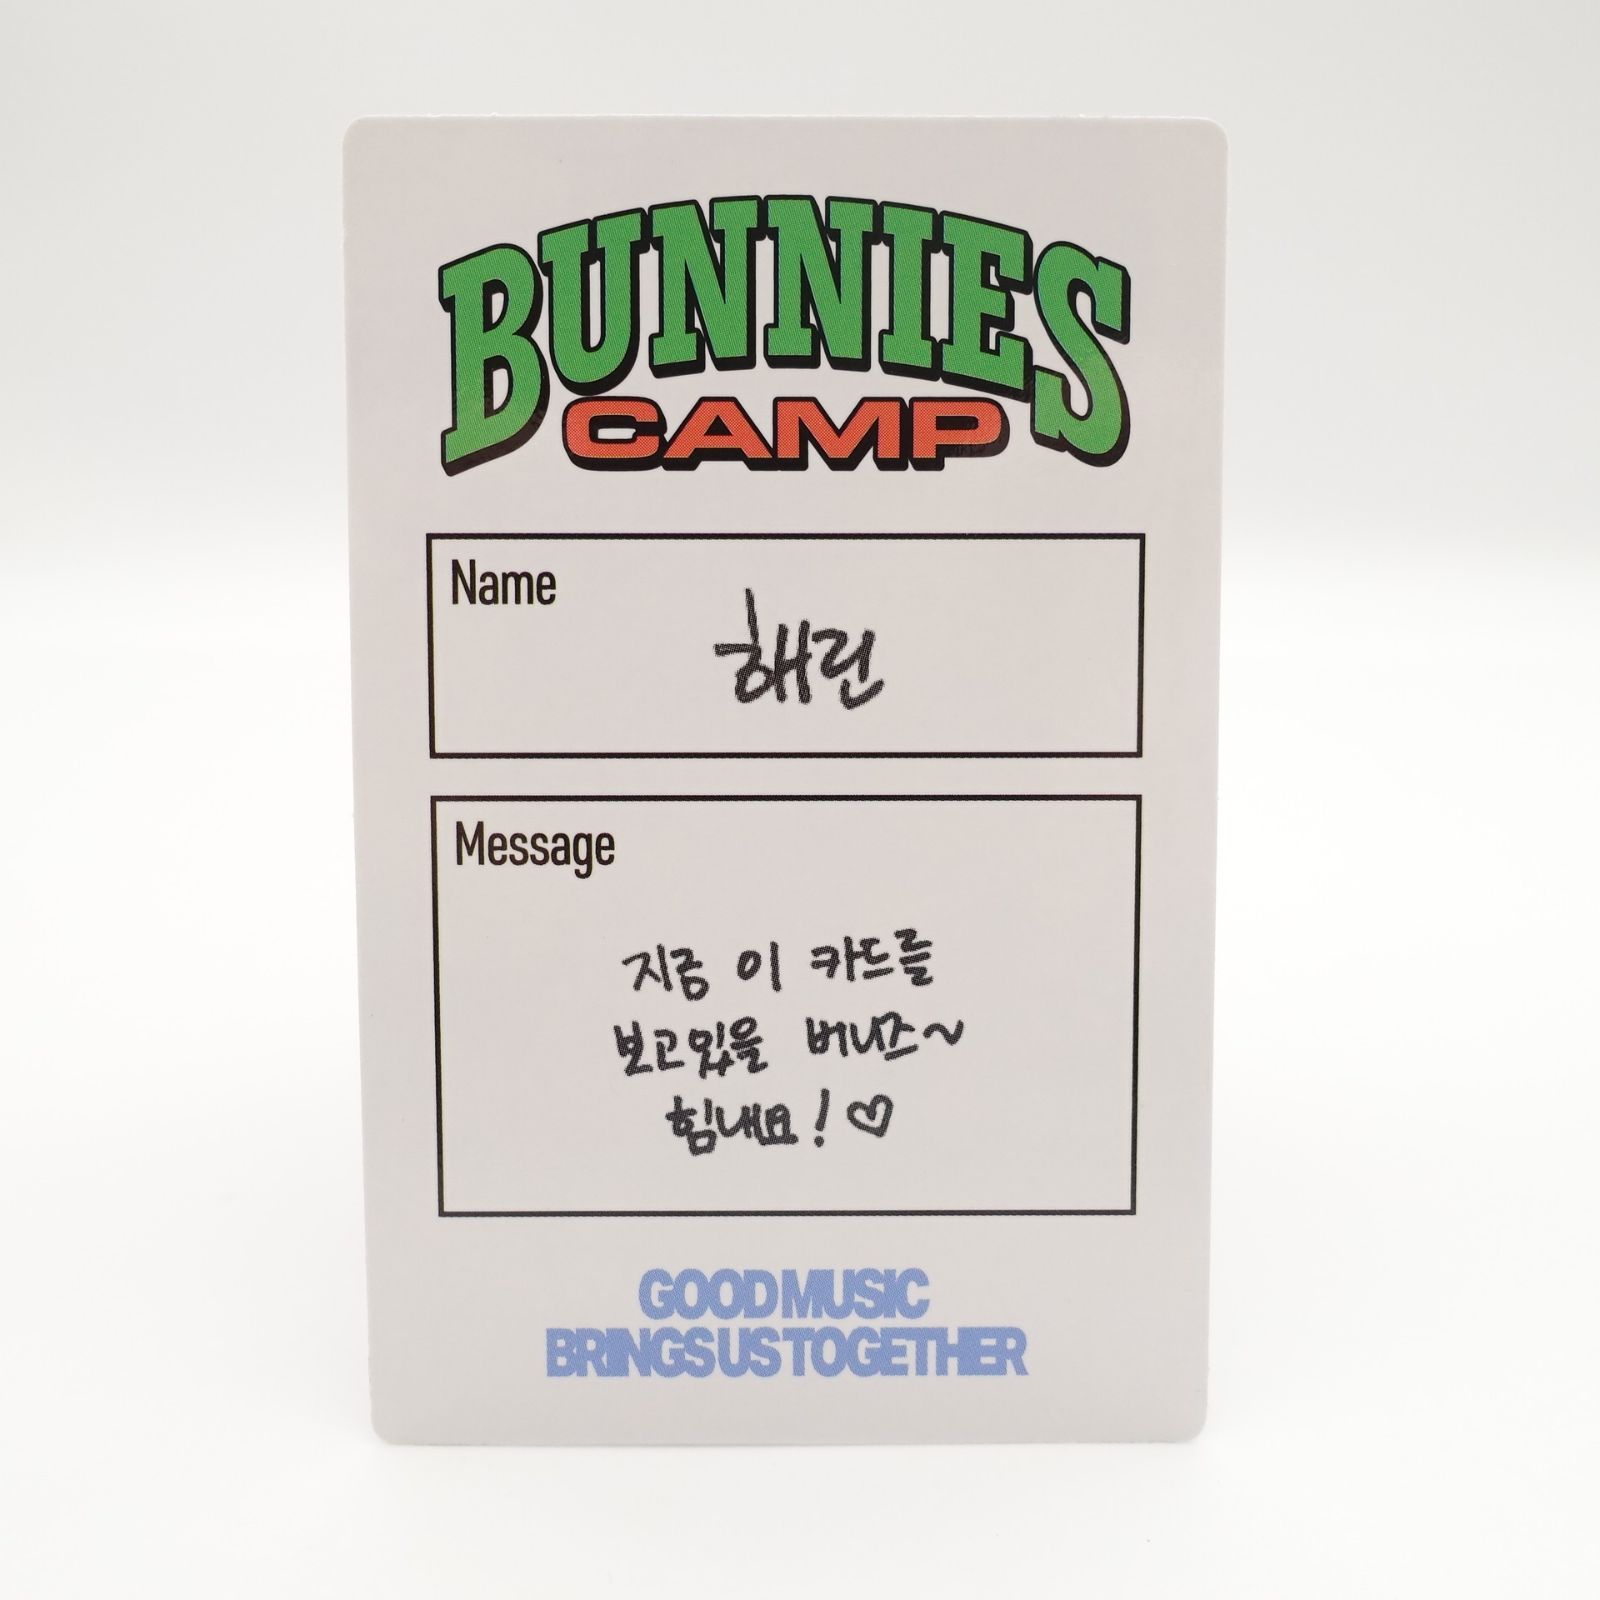 BUNNIES
CAMP
Name
해린
Message
지금 이 카드를
보고있을 버니즈~
힘내요! ♡
GOOD MUSIC
BRINGS US TOGETHER